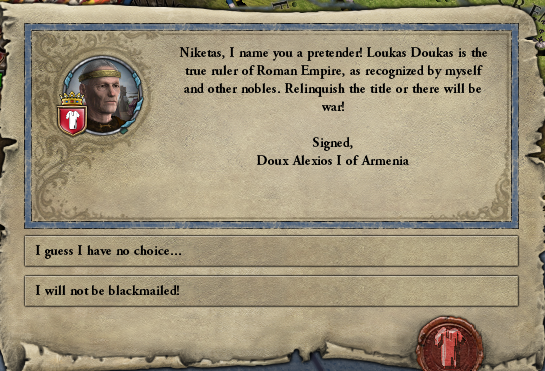 Niketas, I name you a pretender! Loukas Doukas is the
true ruler of Roman Empire, as recognized by myself
and other nobles. Relinquish the title or there will be
war!
Signed,
Doux Alexios I of Armenia
I guess I have no choice...
I will not be blackmailed!